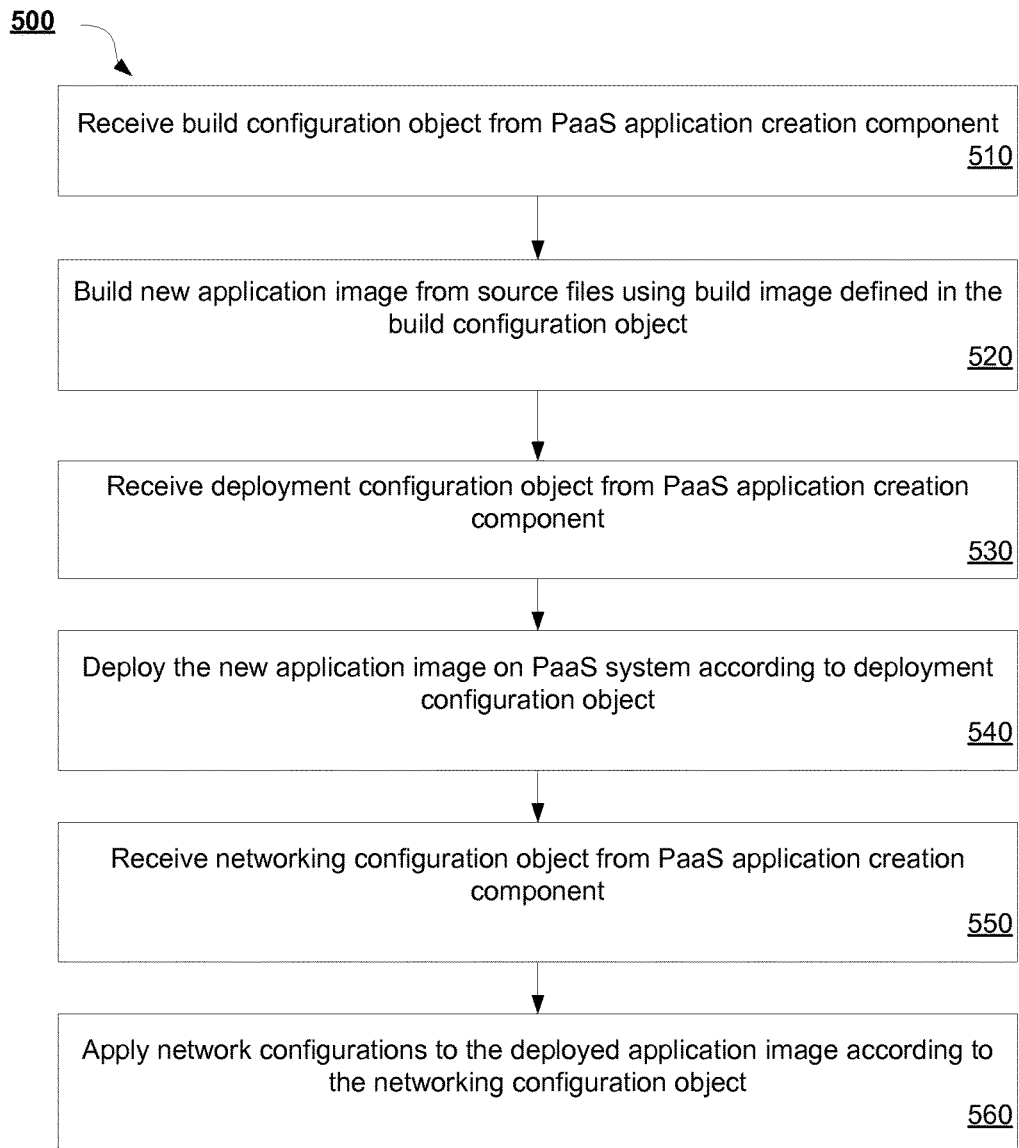 500
Receive build configuration object from PaaS application creation component
510
Build new application image from source files using build image defined in the
build configuration object
520
Receive deployment configuration object from PaaS application creation
component
530
Deploy the new application image on PaaS system according to deployment
configuration object
540
Receive networking configuration object from PaaS application creation
component
550
Apply network configurations to the deployed application image according to
the networking configuration object
560